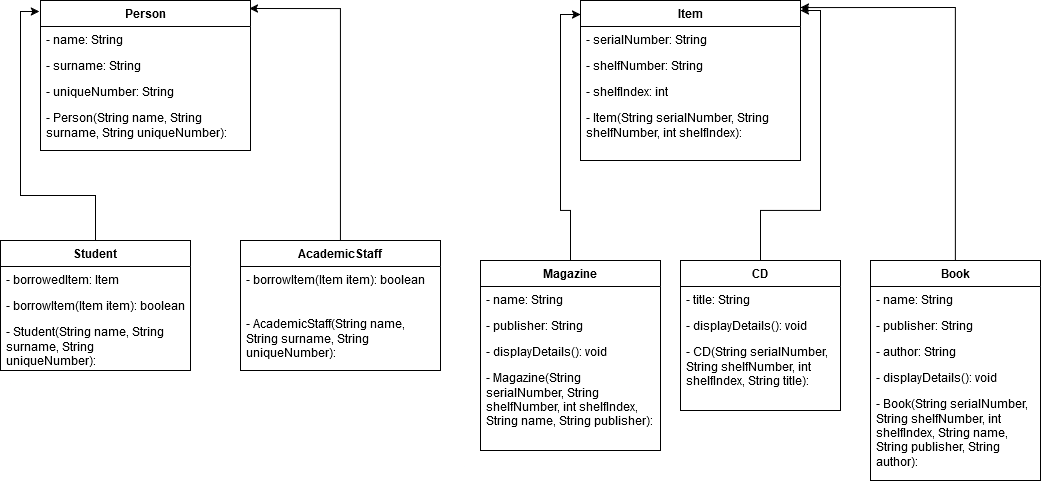 Person
- name: String
- surname: String
- uniqueNumber: String
- Person(String name, String
surname, String uniqueNumber):
Item
- serialNumber: String
- shelfNumber: String
- shelfIndex: int
- Item(String serialNumber, String
shelfNumber, int shelfIndex):
Student
- borrowedItem: Item
- borrowItem(Item item): boolean
- Student(String name, String
surname, String
uniqueNumber):
AcademicStaff
- borrowItem(Item item): boolean
- AcademicStaff(String name,
String surname, String
uniqueNumber):
Magazine
- name: String
- publisher: String
- displayDetails(): void
- Magazine(String
serialNumber, String
shelfNumber, int shelfIndex,
String name, String publisher):
CD
- title: String
- displayDetails(): void
- CD(String serialNumber,
String shelfNumber, int
shelfIndex, String title):
Book
- name: String
- publisher: String
- author: String
- displayDetails(): void
- Book(String serialNumber,
String shelfNumber, int
shelfIndex, String name,
String publisher, String
author):